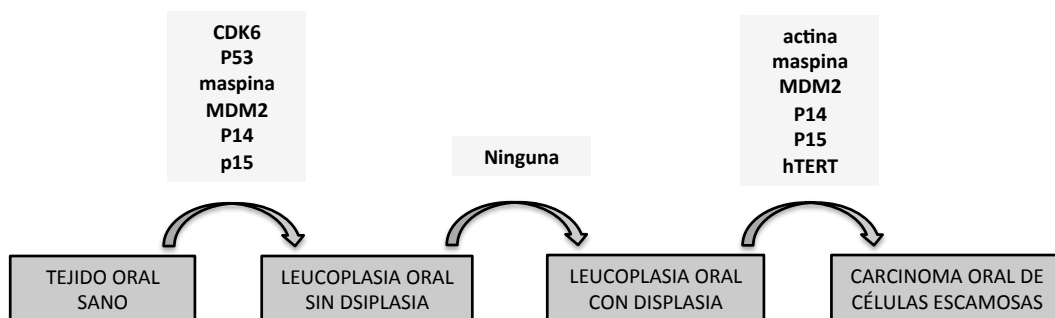 CDK6
P53
maspina
MDM2
P14
p15
Ninguna
actina
maspina
MDM2
P14
P15
hTERT
TEJIDO ORAL
SANO
LEUCOPLASIA ORAL
SIN DSIPLASIA
LEUCOPLASIA ORAL
CON DISPLASIA
CARCINOMA ORAL DE
CÉLULAS ESCAMOSAS